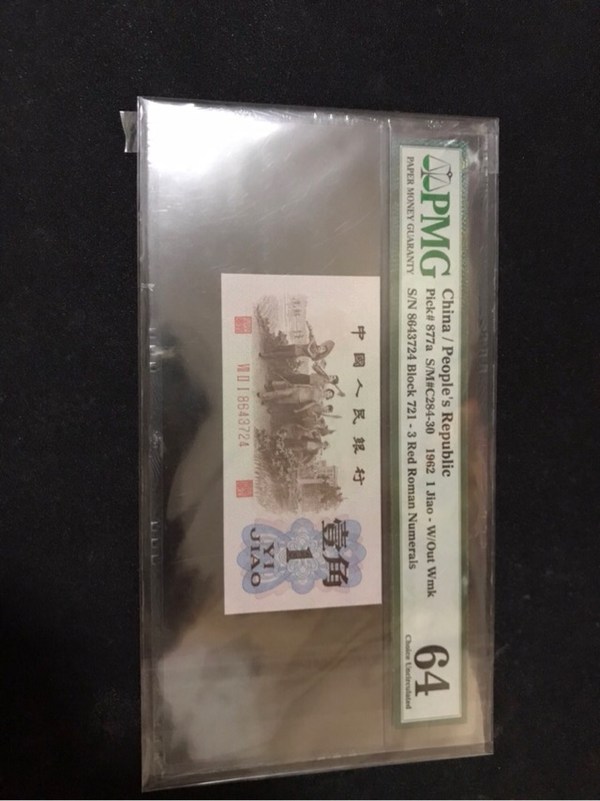 PMG
PAPER MONEY GUARANTY
China / People's Republic
Pick# 877a S/M#C284-30 1962 1 Jiao - W/Out Wmk
S/N 8643724 Block 721 - 3 Red Roman Numerals
64
Choice Uncirculated
中國人民銀行
壹角
1
YI
JIAO
VII II I 8643724